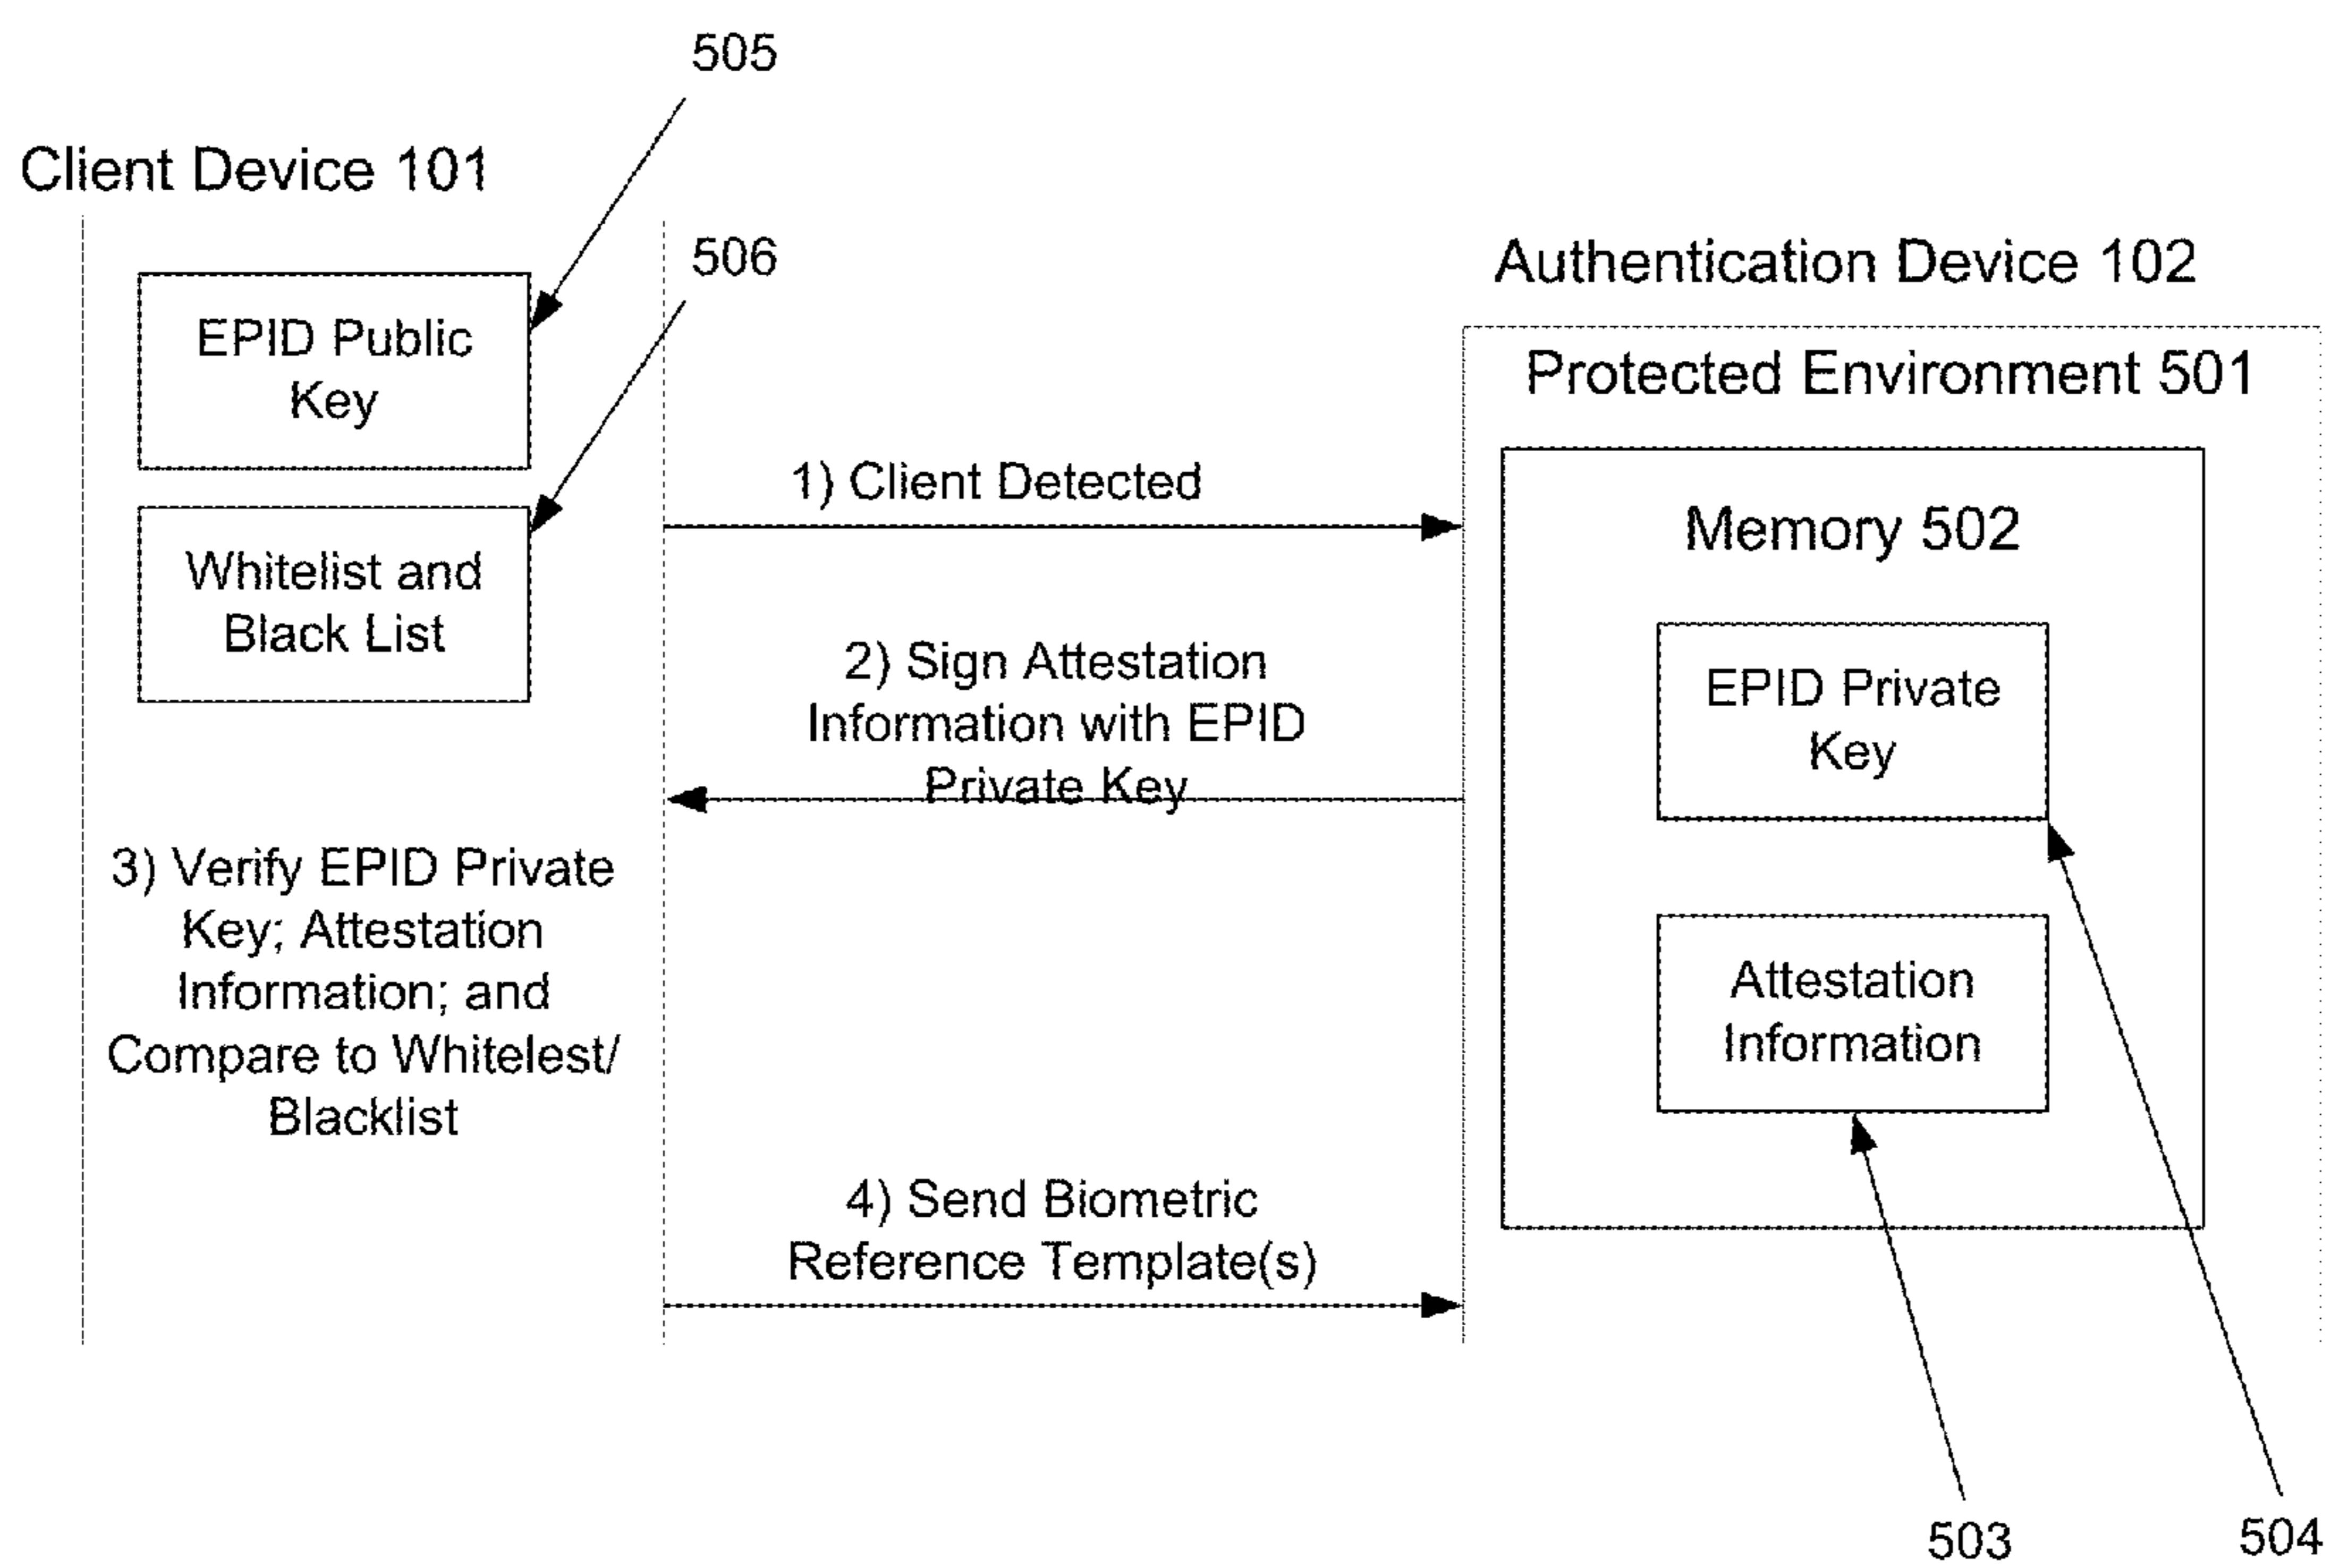 505
Client Device 101
506
EPID Public
Key
Whitelist and
Black List
Authentication Device 102
Protected Environment 501
1) Client Detected
Memory 502
2) Sign Attestation
Information with EPID
Private Key
EPID Private
Key
3) Verify EPID Private
Key; Attestation
Information; and
Compare to Whitelest/
Blacklist
Attestation
Information
4) Send Biometric
Reference Template(s)
503
504